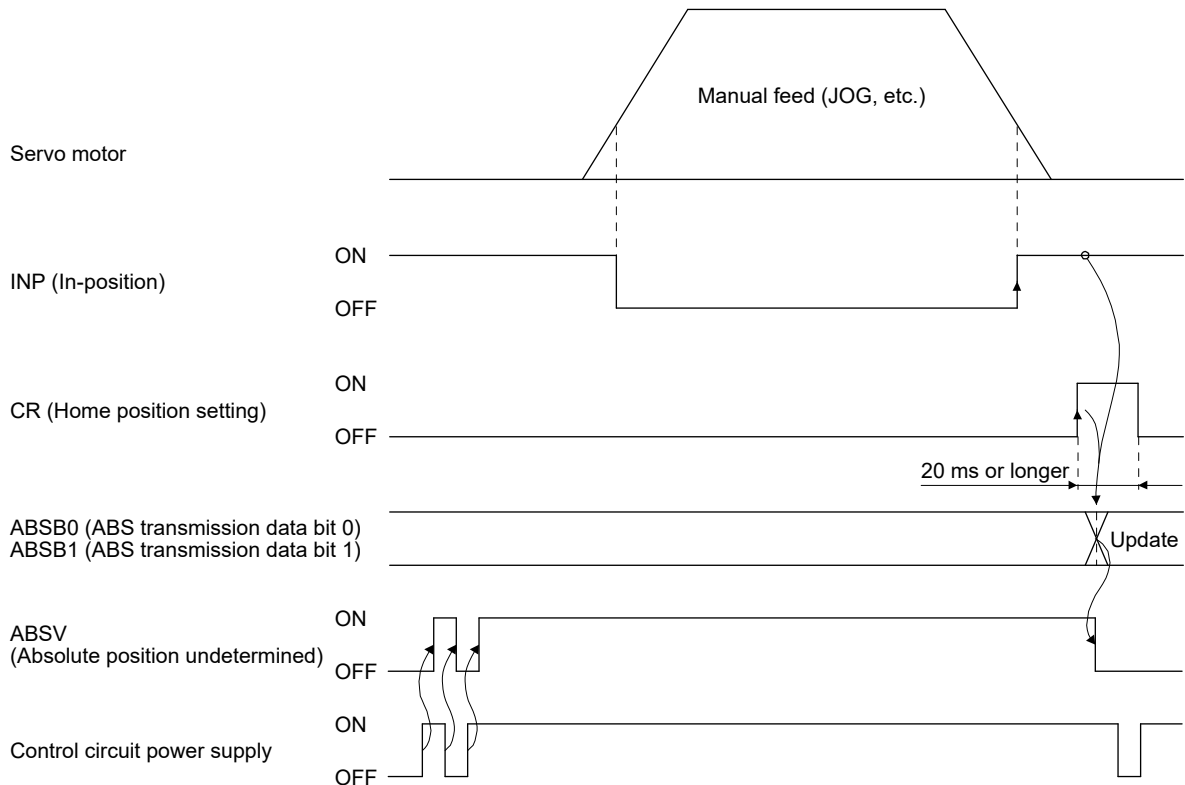 Manual feed (JOG, etc.)
Servo motor
ON
INP (In-position)
OFF
ON
CR (Home position setting)
OFF
20 ms or longer
ABSB0 (ABS transmission data bit 0)
ABSB1 (ABS transmission data bit 1)
Update
ON
ABSV
(Absolute position undetermined)
OFF
ON
Control circuit power supply
OFF